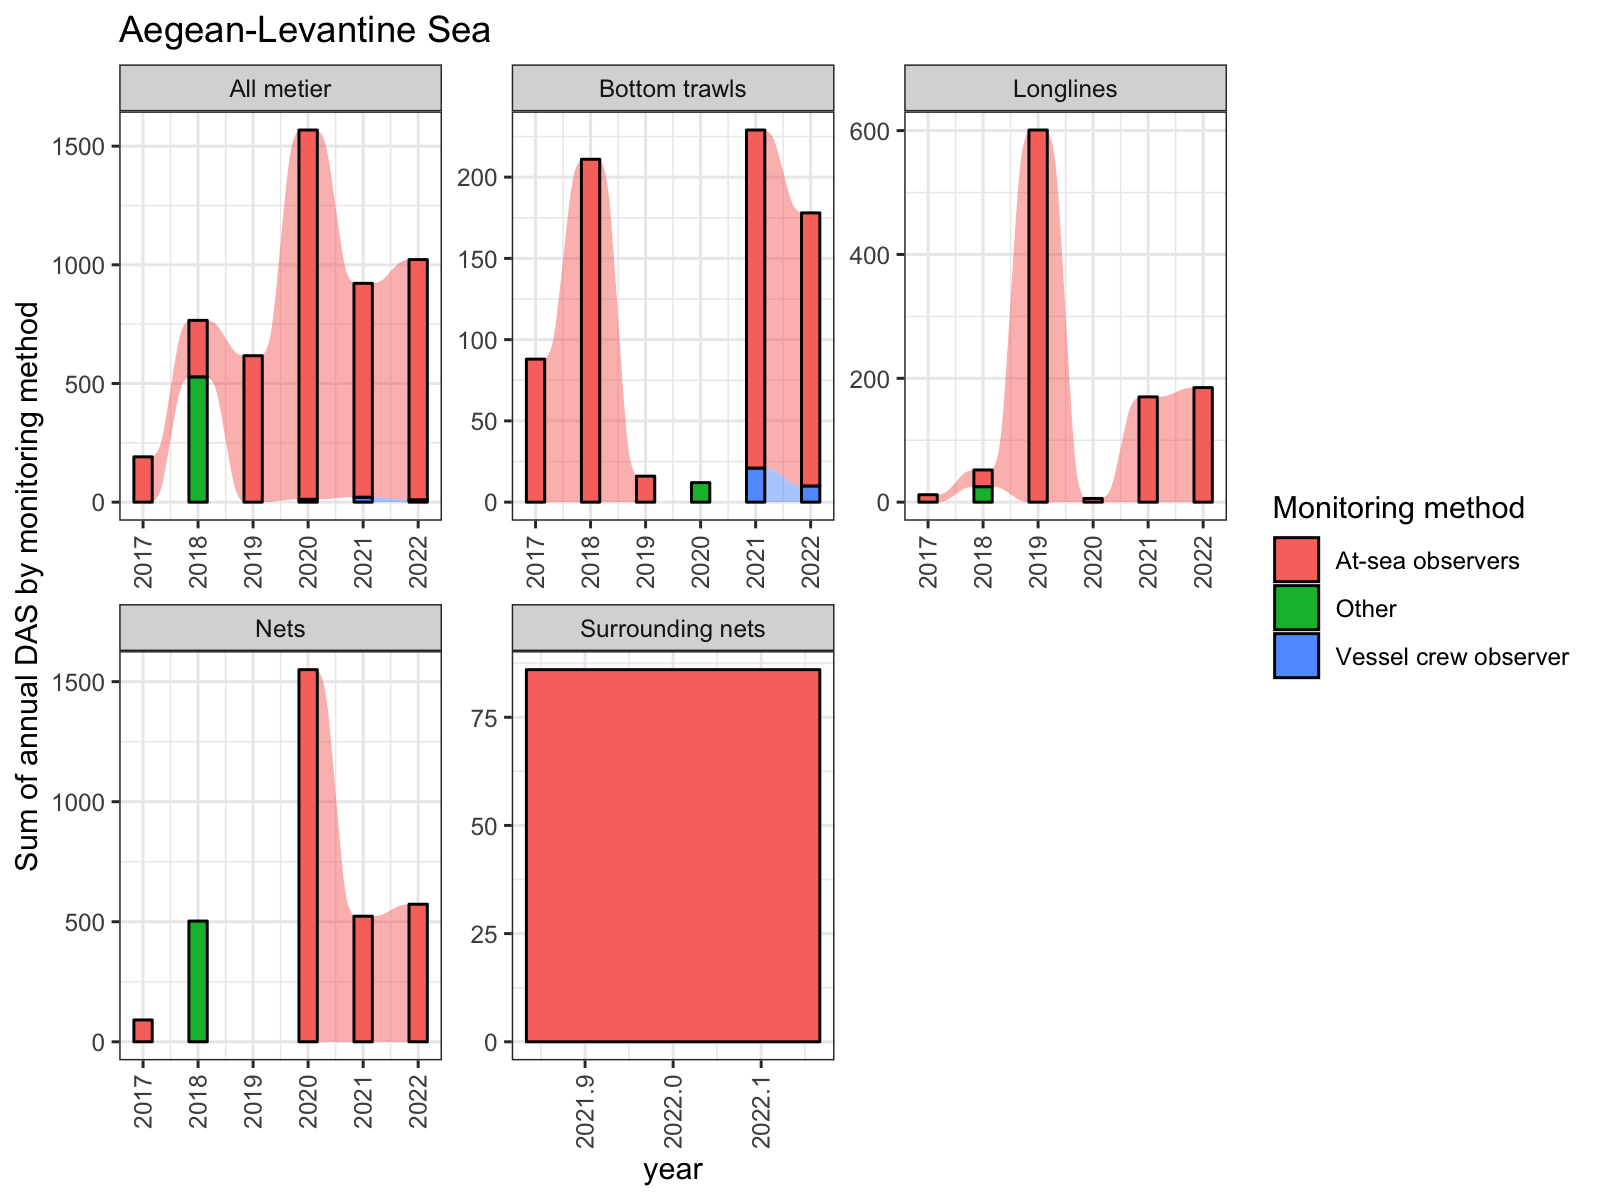 Aegean-Levantine Sea
All metier
Bottom trawls
Longlines
1500
1000
500
0
200
150
100
50
0
600
400
200
0
2017 2018 2019 2020 2021 2022
2017 2018 2019 2020 2021 2022
2017 2018 2019 2020 2021 2022
Sum of annual DAS by monitoring method
Monitoring method
At-sea observers
Other
Vessel crew observer
Nets
Surrounding nets
1500
1000
500
0
75
50
25
0
2017 2018 2019 2020 2021 2022
2021.9 2022.0 2022.1
year